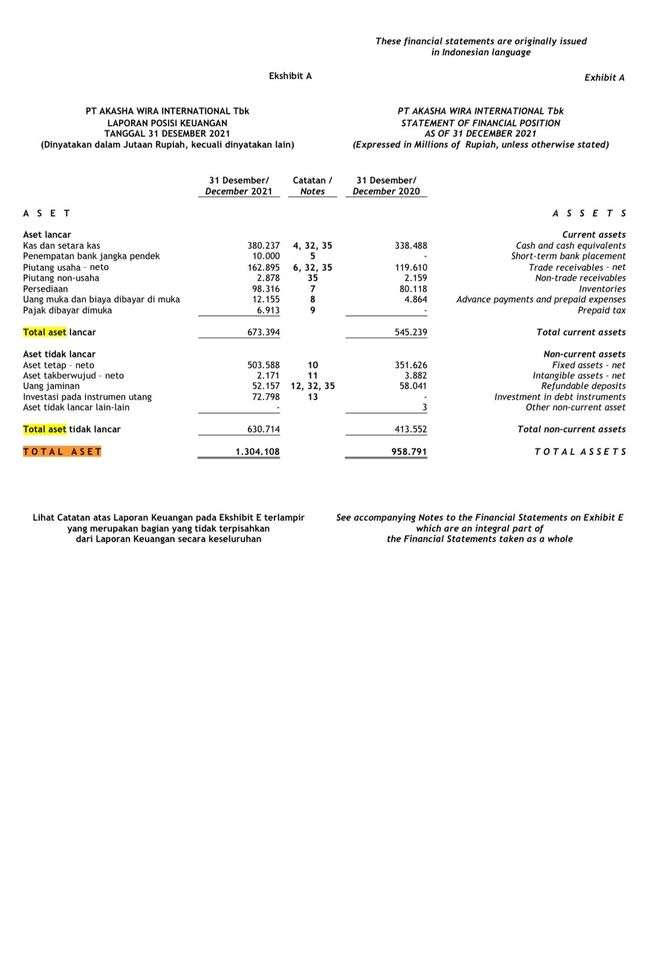 These financial statements are originally issued
in Indonesian language
Ekshibit A Exhibit A
PT AKASHA WIRA INTERNATIONAL Tbk PT AKASHA WIRA INTERNATIONAL Tbk
LAPORAN POSISI KEUANGAN STATEMENT OF FINANCIAL POSITION
TANGGAL 31 DESEMBER 2021 AS OF 31 DECEMBER 2021
(Dinyatakan dalam Jutaan Rupiah, kecuali dinyatakan lain) (Expressed in Millions of Rupiah, unless otherwise stated)
31 Desember/ Catatan / 31 Desember/
December 2021 Notes December 2020
A S E T A S S E T S
Aset lancar Current assets
Kas dan setara kas 380.237 4, 32, 35 338.488 Cash and cash equivalents
Penempatan bank jangka pendek 10.000 5 - Short-term bank placement
Piutang usaha – neto 162.895 6, 32, 35 119.610 Trade receivables - net
Piutang non-usaha 2.878 35 2.159 Non-trade receivables
Persediaan 98.316 7 80.118 Inventories
Uang muka dan biaya dibayar di muka 12.155 8 4.864 Advance payments and prepaid expenses
Pajak dibayar dimuka 6.913 9 - Prepaid tax
Total aset lancar 673.394 545.239 Total current assets
Aset tidak lancar Non-current assets
Aset tetap – neto 503.588 10 351.626 Fixed assets - net
Aset takberwujud – neto 2.171 11 3.882 Intangible assets - net
Uang jaminan 52.157 12, 32, 35 58.041 Refundable deposits
Investasi pada instrumen utang 72.798 13 - Investment in debt instruments
Aset tidak lancar lain-lain - 3 Other non-current asset
Total aset tidak lancar 630.714 413.552 Total non-current assets
T O T A L A S E T 1.304.108 958.791 T O T A L A S S E T S
Lihat Catatan atas Laporan Keuangan pada Ekshibit E terlampir See accompanying Notes to the Financial Statements on Exhibit E
yang merupakan bagian yang tidak terpisahkan which are an integral part of
dari Laporan Keuangan secara keseluruhan the Financial Statements taken as a whole